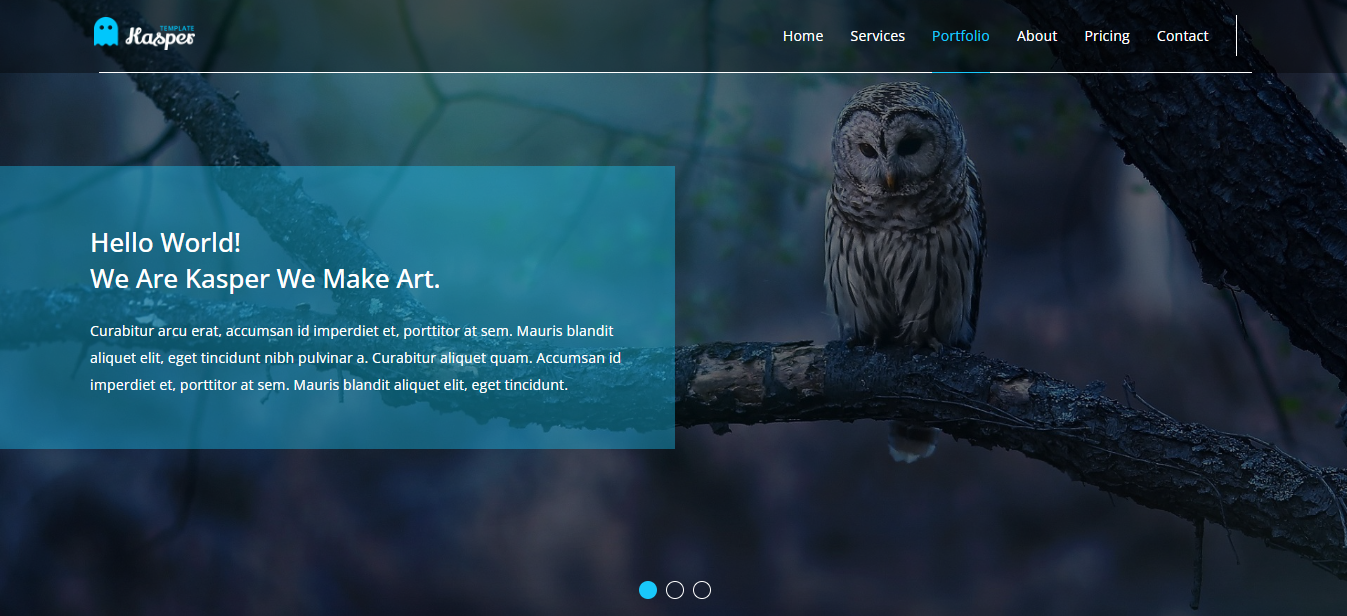 TEMPLATE
Kasper
Home Services Portfolio About Pricing Contact
Hello World!
We Are Kasper We Make Art.
Curabitur arcu erat, accumsan id imperdiet et, porttitor at sem. Mauris blandit
aliquet elit, eget tincidunt nibh pulvinar a. Curabitur aliquet quam. Accumsan id
imperdiet et, porttitor at sem. Mauris blandit aliquet elit, eget tincidunt.